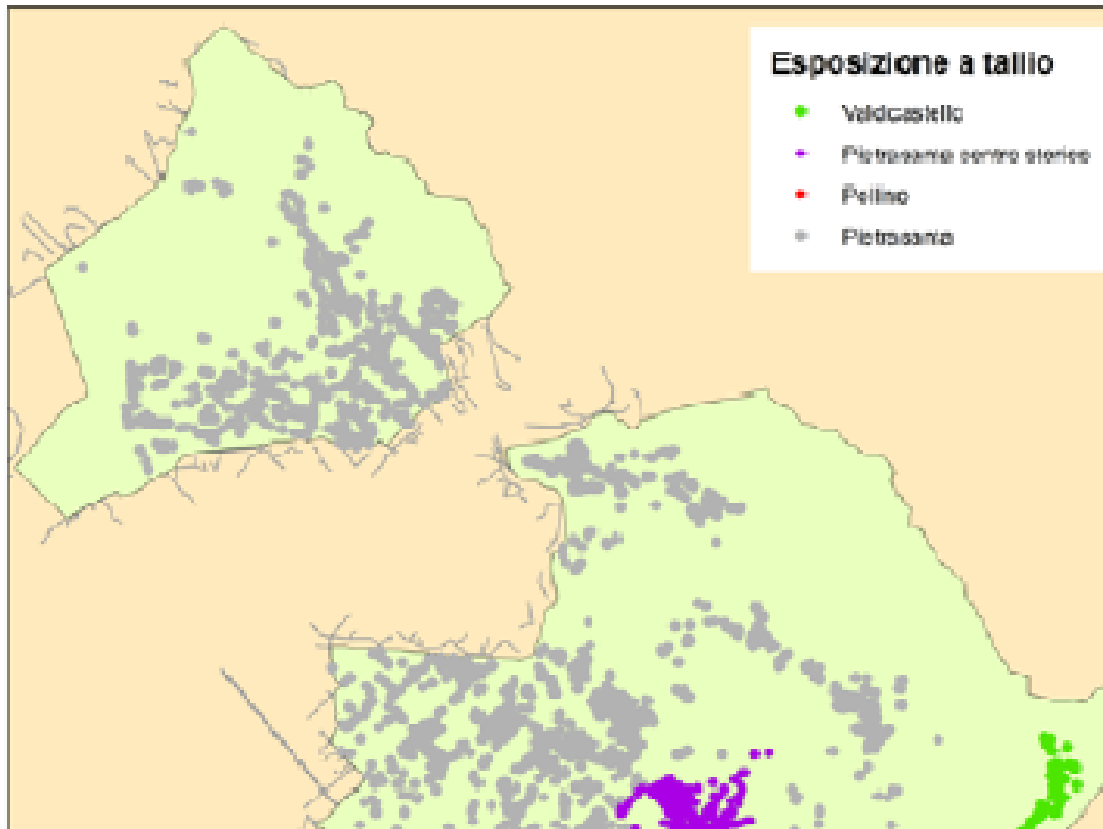 Esposizione a tallio
Valdicastello
Pietrasanta centro storico
Pollino
Pietrasanta